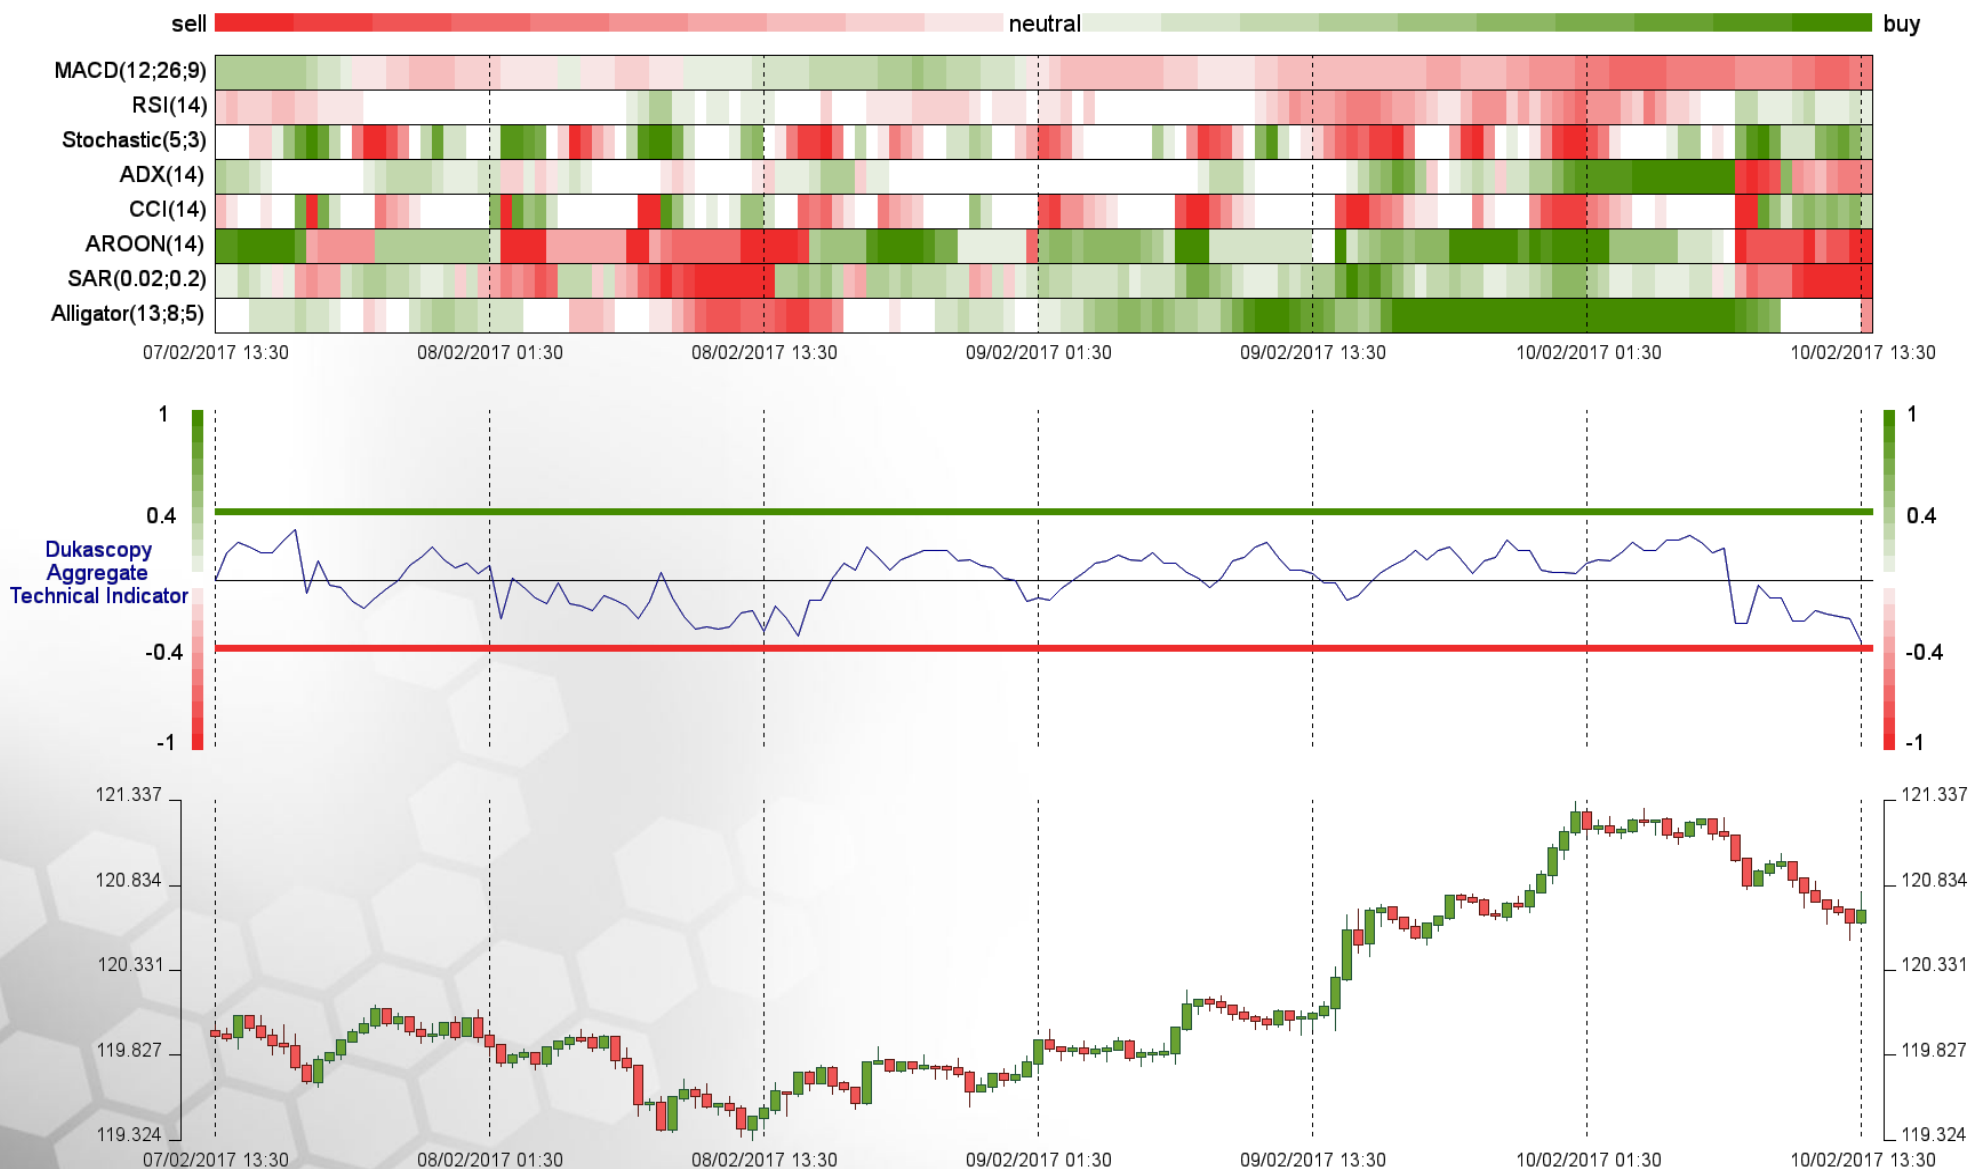 sell neutral buy
MACD(12;26;9)
RSI(14)
Stochastic(5;3)
ADX(14)
CCI(14)
AROON(14)
SAR(0.02;0.2)
Alligator(13;8;5)
07/02/2017 13:30 08/02/2017 01:30 08/02/2017 13:30 09/02/2017 01:30 09/02/2017 13:30 10/02/2017 01:30 10/02/2017 13:30
1 1
0.4 0.4
Dukascopy
Aggregate
Technical Indicator
-0.4 -0.4
-1 -1
121.337 121.337
120.834 120.834
120.331 120.331
119.827 119.827
119.324 119.324
07/02/2017 13:30 08/02/2017 01:30 08/02/2017 13:30 09/02/2017 01:30 09/02/2017 13:30 10/02/2017 01:30 10/02/2017 13:30